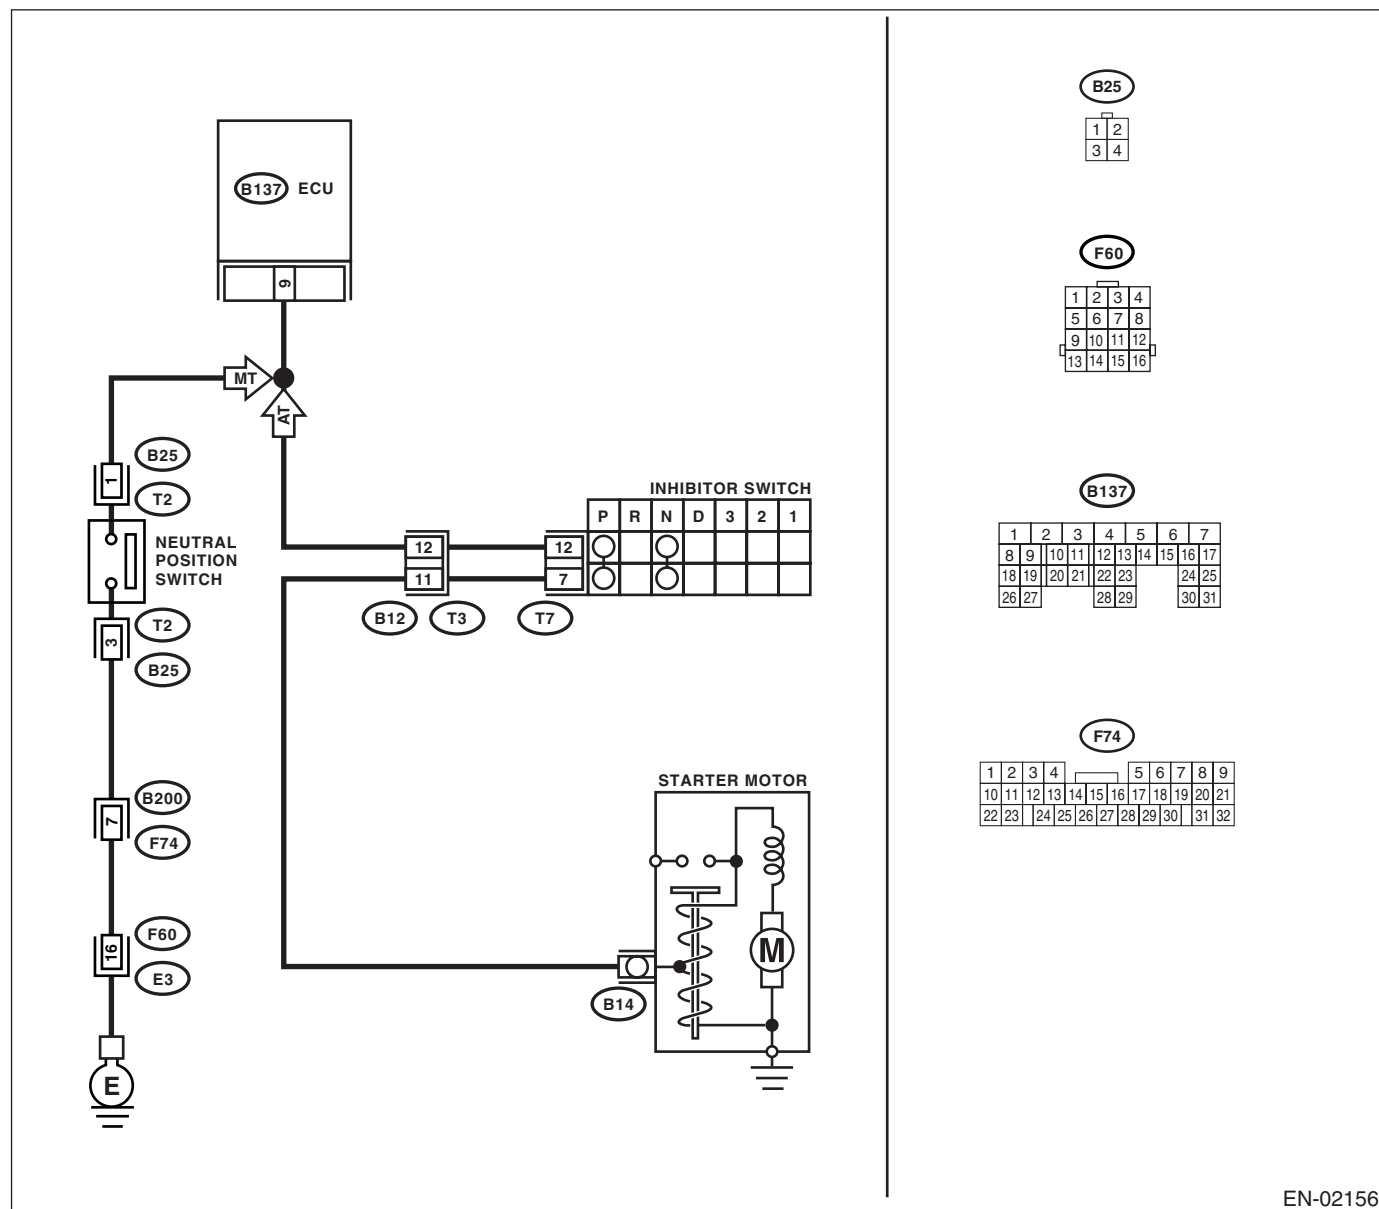 B137 ECU
9
MT
AT
B25
1
T2
NEUTRAL
POSITION
SWITCH
T2
3
B25
B200
7
F74
F60
16
E3
E
INHIBITOR SWITCH
P R N D 3 2 1
12 12
11 7
B12 T3 T7
STARTER MOTOR
M
B14
B25
1 2
3 4
F60
1 2 3 4
5 6 7 8
9 10 11 12
13 14 15 16
B137
1 2 3 4 5 6 7
8 9 10 11 12 13 14 15 16 17
18 19 20 21 22 23 24 25
26 27 28 29 30 31
F74
1 2 3 4 5 6 7 8 9
10 11 12 13 14 15 16 17 18 19 20 21
22 23 24 25 26 27 28 29 30 31 32
EN-02156